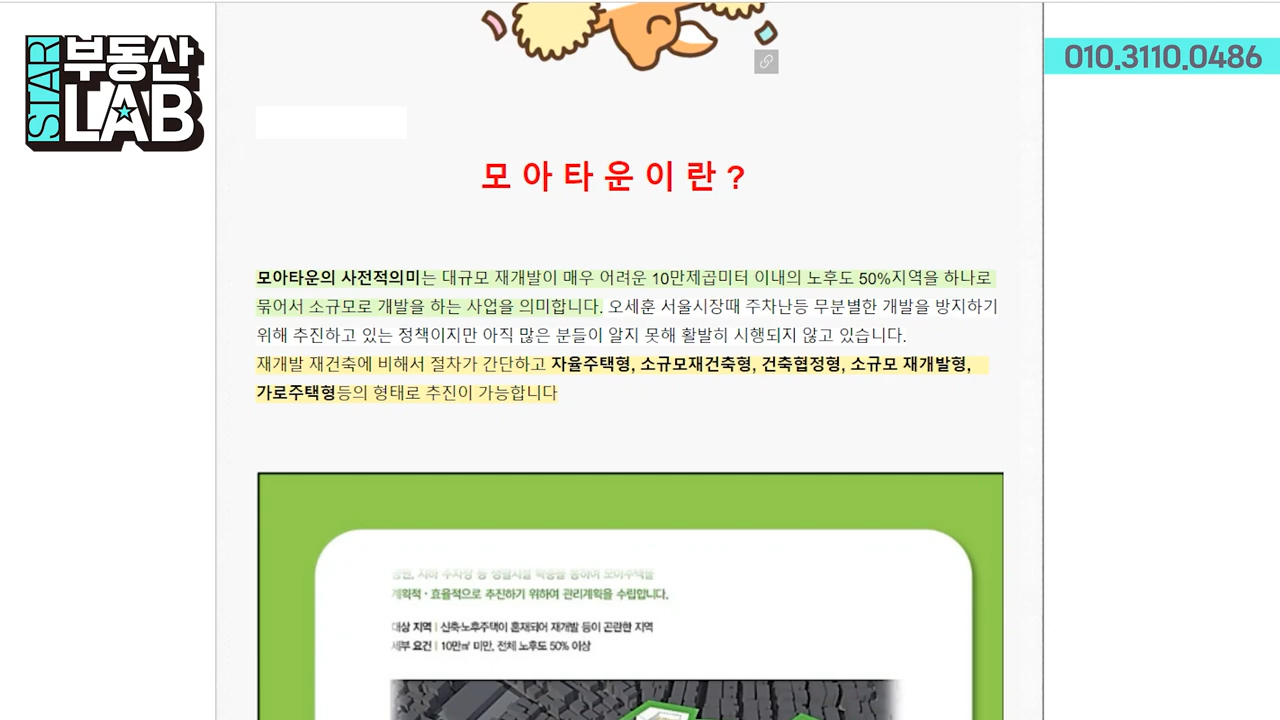 STAR
부동산
LAB
010.3110.0486
모아타운이란?
모아타운의 사전적의미는 대규모 재개발이 매우 어려운 10만제곱미터 이내의 노후도 50%지역을 하나로
묶어서 소규모로 개발을 하는 사업을 의미합니다. 오세훈 서울시장때 주차난등 무분별한 개발을 방지하기
위해 추진하고 있는 정책이지만 아직 많은 분들이 알지 못해 활발히 시행되지 않고 있습니다.
재개발 재건축에 비해서 절차가 간단하고 자율주택형, 소규모재건축형, 건축협정형, 소규모 재개발형,
가로주택형등의 형태로 추진이 가능합니다
계획적·효율적으로 추진하기 위하여 관리계획을 수립합니다.
대상 지역 | 신축·노후주택이 혼재되어 재개발 등이 곤란한 지역
세부 요건 | 10만㎡ 미만, 전체 노후도 50% 이상